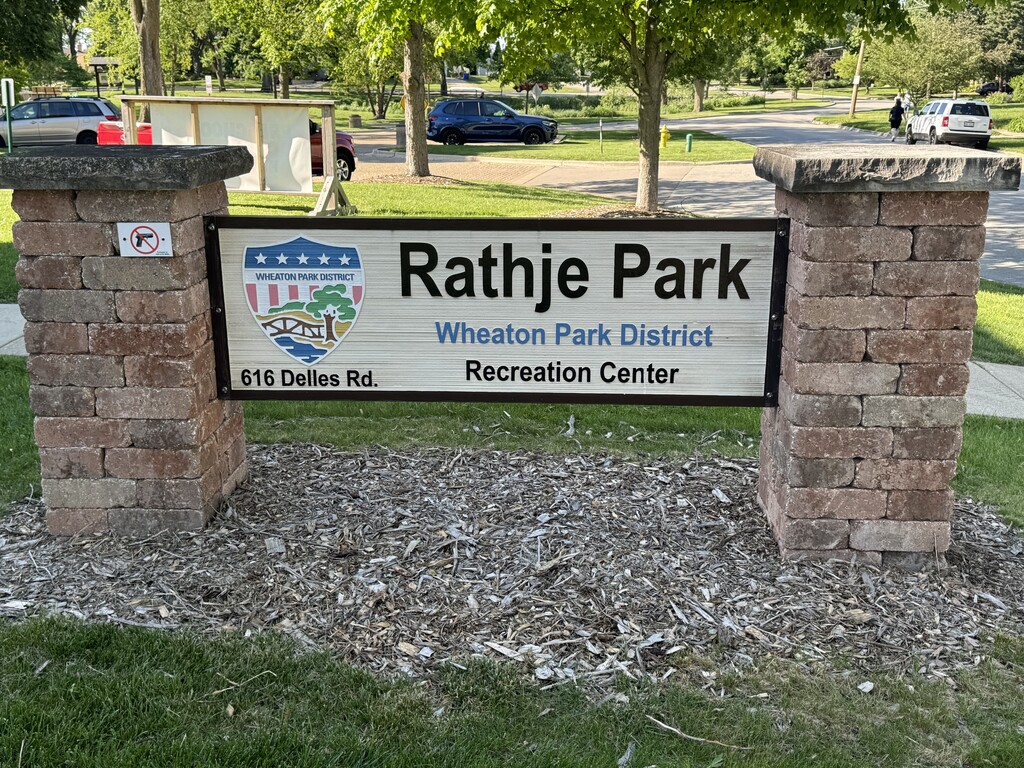 WHEATON PARK DISTRICT
Rathje Park
Wheaton Park District
616 Delles Rd.
Recreation Center